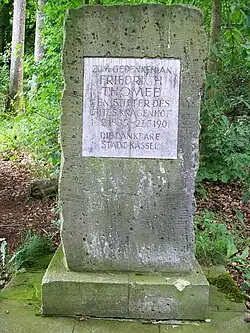 ZUM GEDENKEN AN
FRIEDRICH
THOMEE
DEN STIFTER DES
GUTES KRAGENHOF
DIE DANKBARE
STADT KASSEL